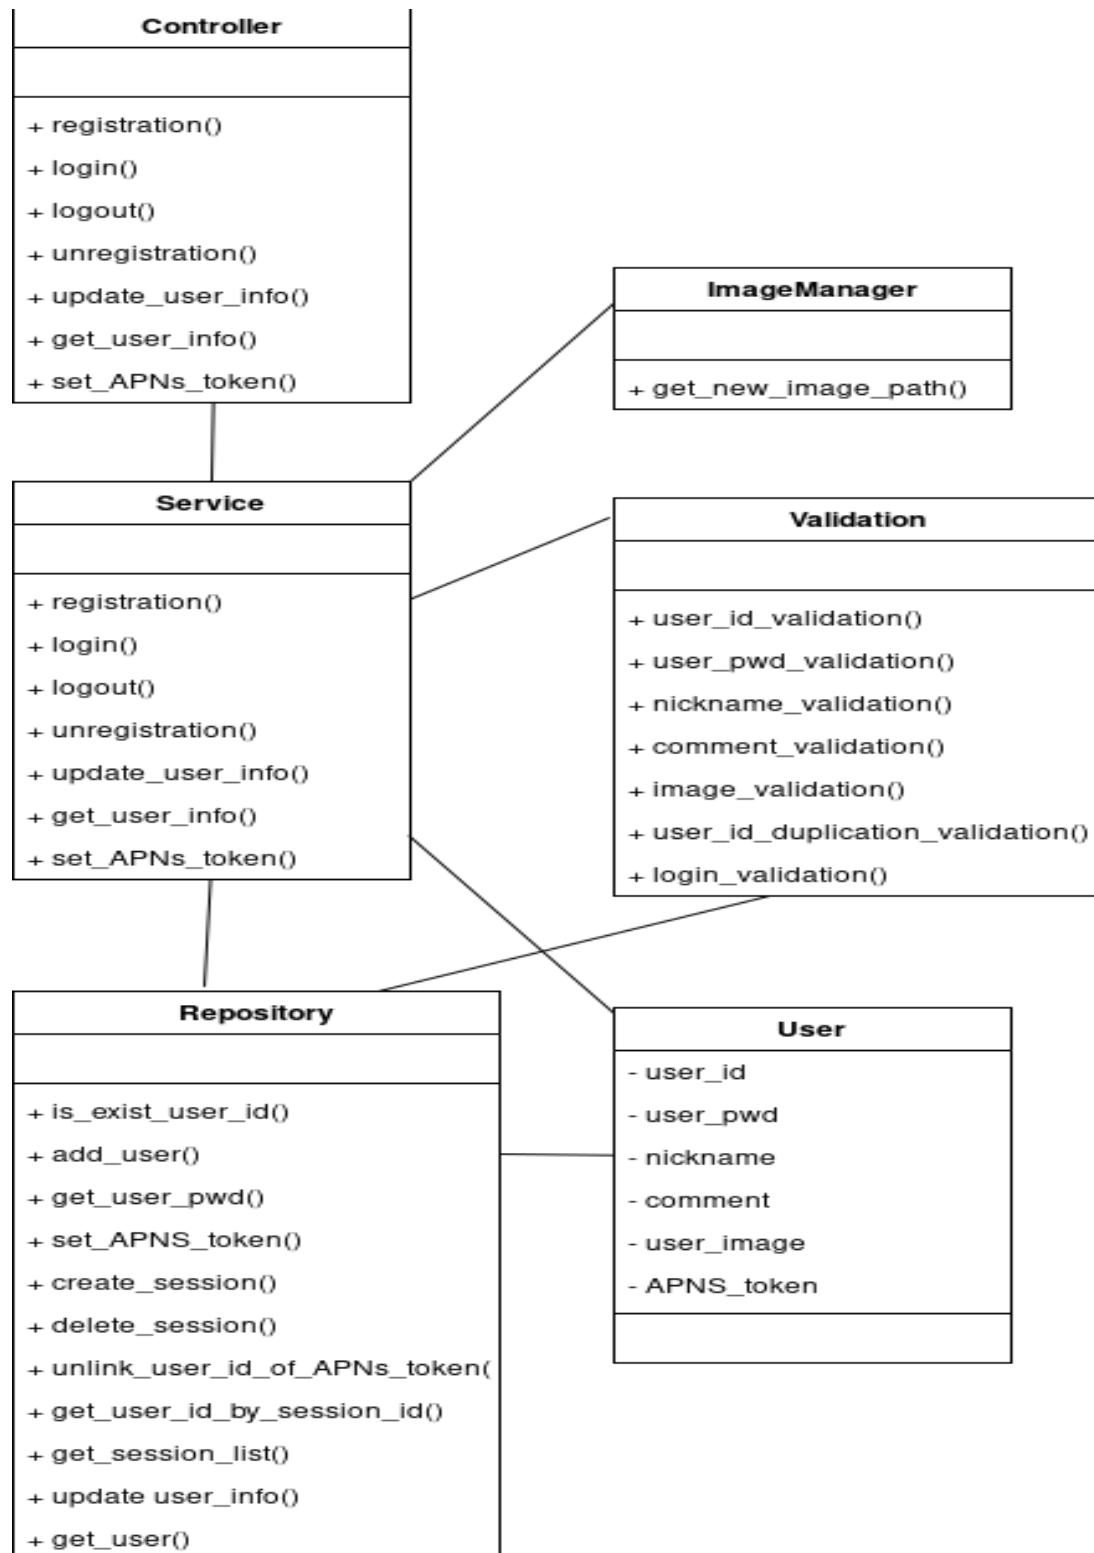 Controller
+ registration()
+ login()
+ logout()
+ unregistration()
+ update_user_info()
+ get_user_info()
+ set_APNs_token()
ImageManager
+ get_new_image_path()
Service
+ registration()
+ login()
+ logout()
+ unregistration()
+ update_user_info()
+ get_user_info()
+ set_APNs_token()
Validation
+ user_id_validation()
+ user_pwd_validation()
+ nickname_validation()
+ comment_validation()
+ image_validation()
+ user_id_duplication_validation()
+ login_validation()
Repository
+ is_exist_user_id()
+ add_user()
+ get_user_pwd()
+ set_APNS_token()
+ create_session()
+ delete_session()
+ unlink_user_id_of_APNs_token(
+ get_user_id_by_session_id()
+ get_session_list()
+ update user_info()
+ get_user()
User
- user_id
- user_pwd
- nickname
- comment
- user_image
- APNS_token